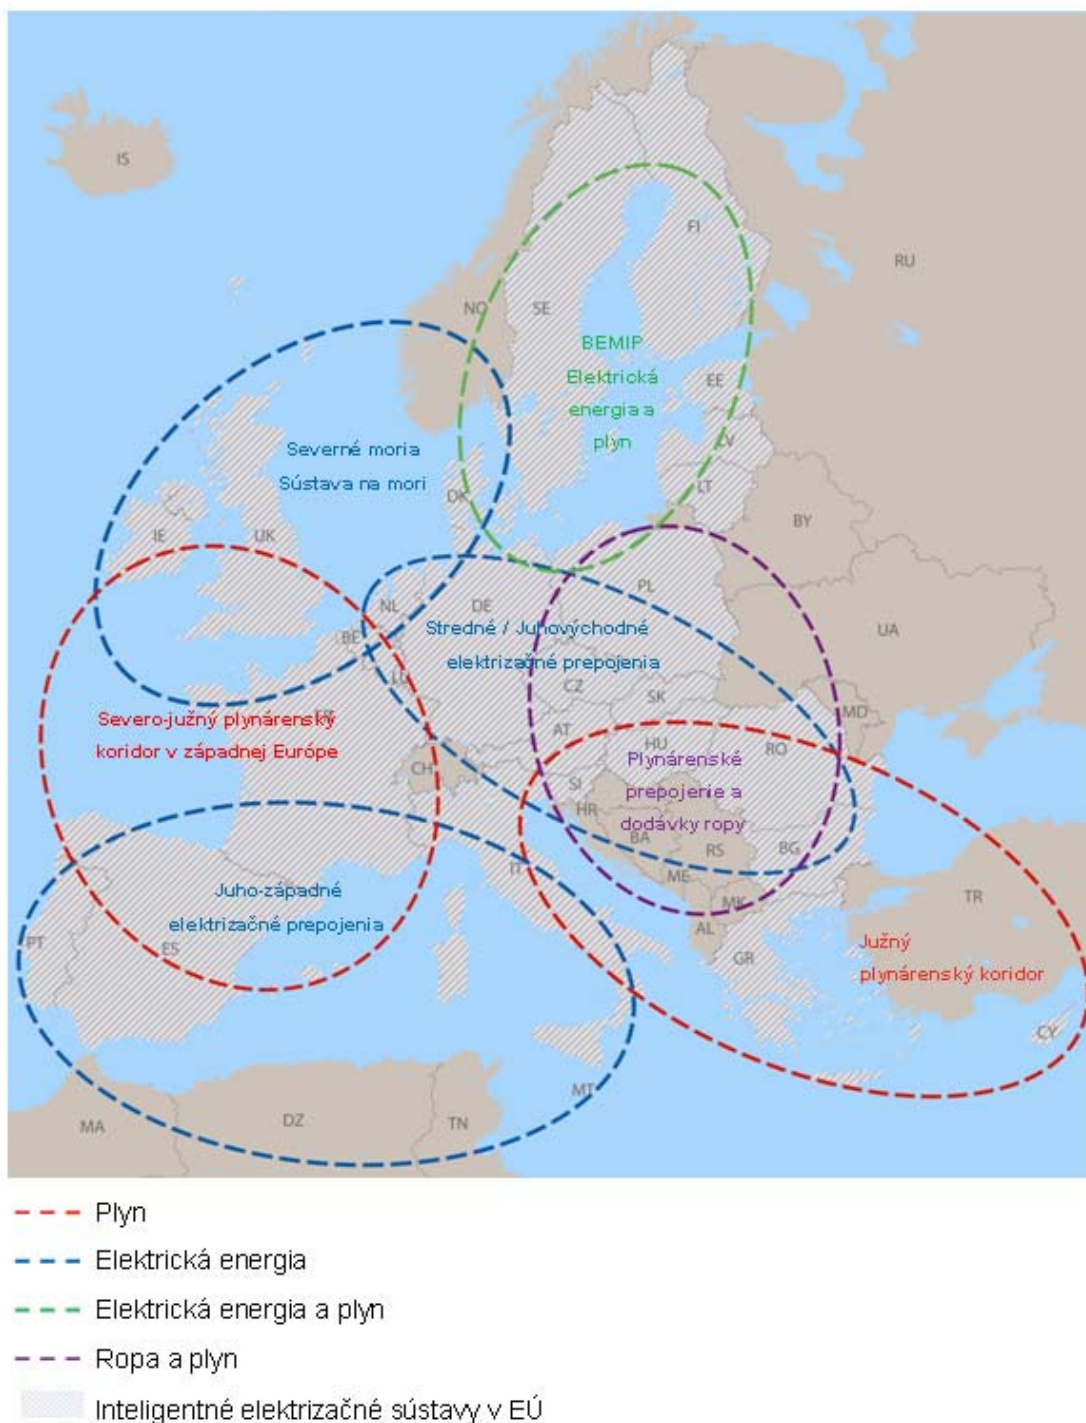 IS
FI
RU
NO
SE
BEMIP
Elektrická
energia a
plyn
EE
LV
LT
Severné moria
Sústava na mori
DK
BY
IE
UK
PL
NL
DE
BE
UA
Stredné / Juhovýchodné
elektrizačné prepojenia
LU
CZ
SK
Severo-južný plynárenský
koridor v západnej Európe
FR
MD
AT
HU
RO
CH
Plynárenské
prepojenie a
dodávky ropy
SI
HR
BA
RS
BG
IT
ME
MK
TR
Juho-západné
elektrizačné prepojenia
AL
PT
ES
GR
Južný
plynárenský koridor
CY
MT
MA
DZ
TN
Plyn
Elektrická energia
Elektrická energia a plyn
Ropa a plyn
Inteligentné elektrizačné sústavy v EÚ